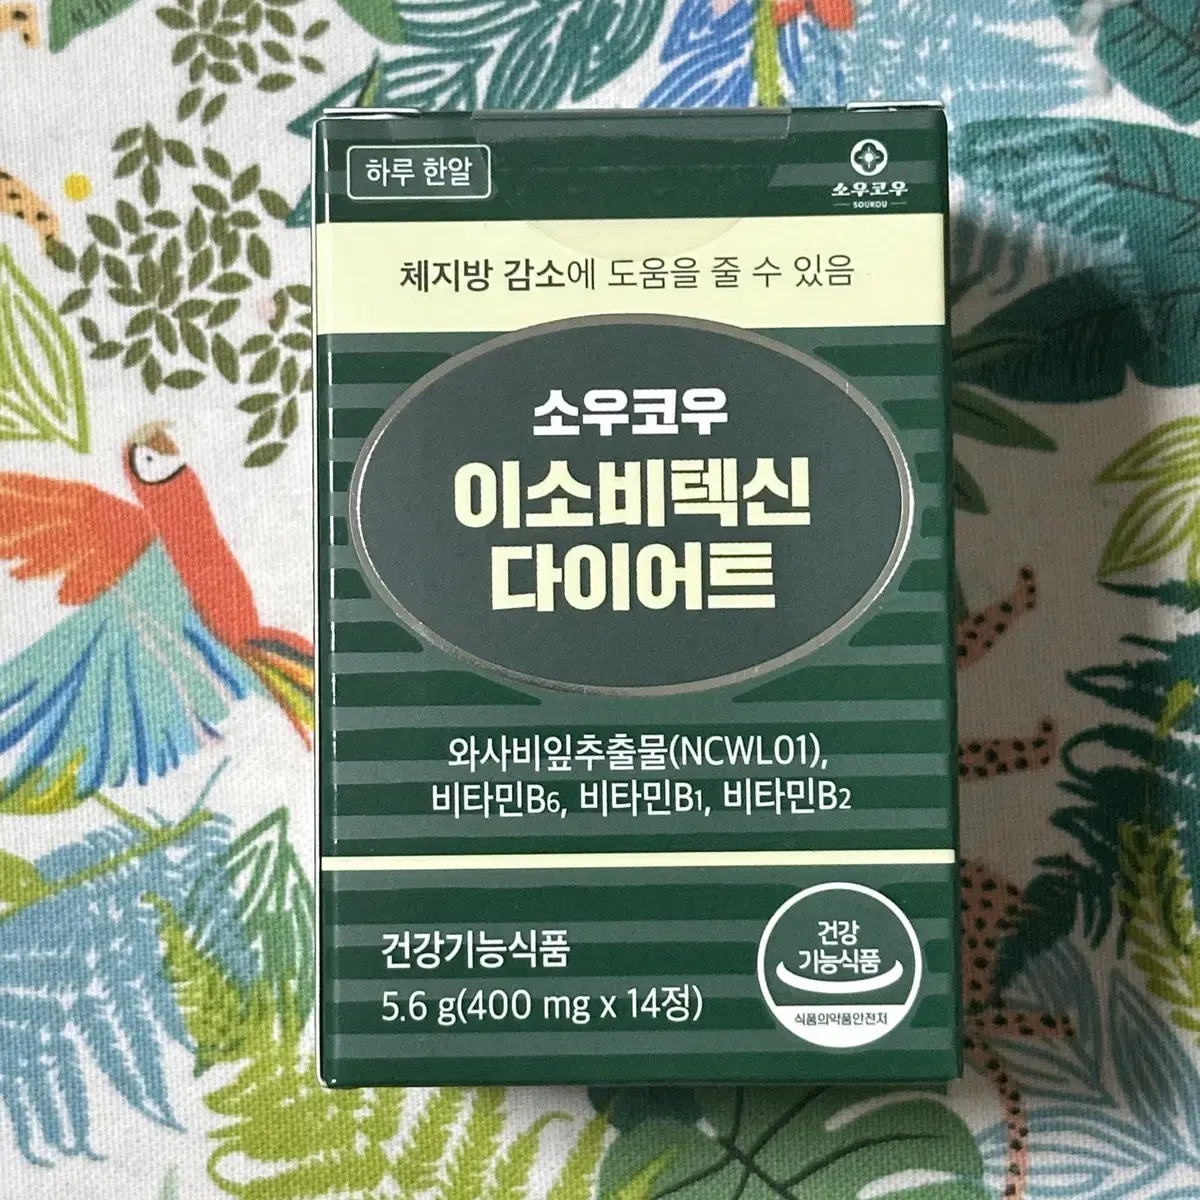 하루 한알
소우코우
SOUKOU
체지방 감소에 도움을 줄 수 있음
소우코우
이소비텍신
다이어트
와사비잎추출물(NCWL01),
비타민B6, 비타민B1, 비타민B2
건강기능식품
5.6 g(400 mg x 14정)
건강
기능식품
식품의약품안전처